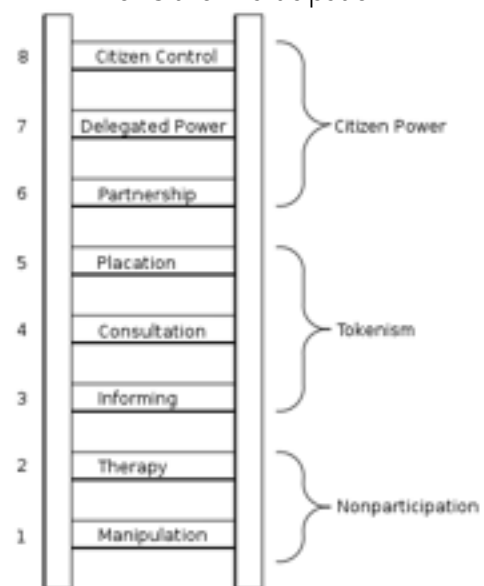 8 Citizen Control
7 Delegated Power
Citizen Power
6 Partnership
5 Placation
4 Consultation
Tokenism
3 Informing
2 Therapy
Nonparticipation
1 Manipulation